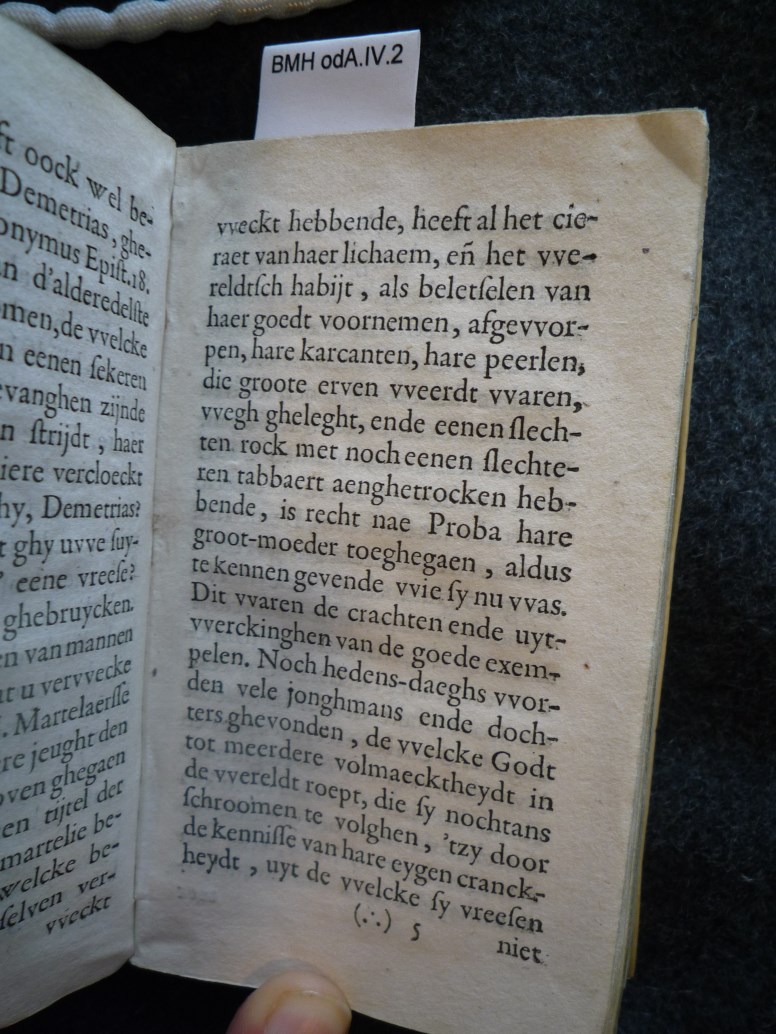 BMH odA.IV.2
ft oock wel be-
Demetrias, ghe-
onymus Epiſt.18.
n d'alderedelſte
men, de vvelcke
n eenen ſekeren
evanghen zijnde
n ſtrijdt, haer
iere vercloeckt
hy, Demetrias?
t ghy uvve ſuy-
' eene vreeſe?
ghebruycken.
en van mannen
at u vervvecke
. Martelaerſſe
re jeught den
oven ghegaen
en tijtel der
martelie be-
welcke be-
ſelven ver-
vveckt
vveckt hebbende, heeft al het cie-
raet van haer lichaem, en̄ het vve-
reldtſch habijt, als beletſelen van
haer goedt voornemen, afgevvor-
pen, hare karcanten, hare peerlen,
die groote erven vveerdt vvaren,
vvegh gheleght, ende eenen ſlech-
ten rock met noch eenen ſlechte-
ren tabbaert aenghetrocken heb-
bende, is recht nae Proba hare
groot-moeder toeghegaen, aldus
te kennen gevende vvie ſy nu vvas.
Dit vvaren de crachten ende uyt-
vverckinghen van de goede exem-
pelen. Noch hedens-daeghs vvor-
den vele jonghmans ende doch-
ters ghevonden, de vvelcke Godt
tot meerdere volmaecktheydt in
de vvereldt roept, die ſy nochtans
ſchroomen te volghen, 'tzy door
de kenniſſe van hare eygen cranck-
heydt, uyt de vvelcke ſy vreeſen
(∴) 5 niet